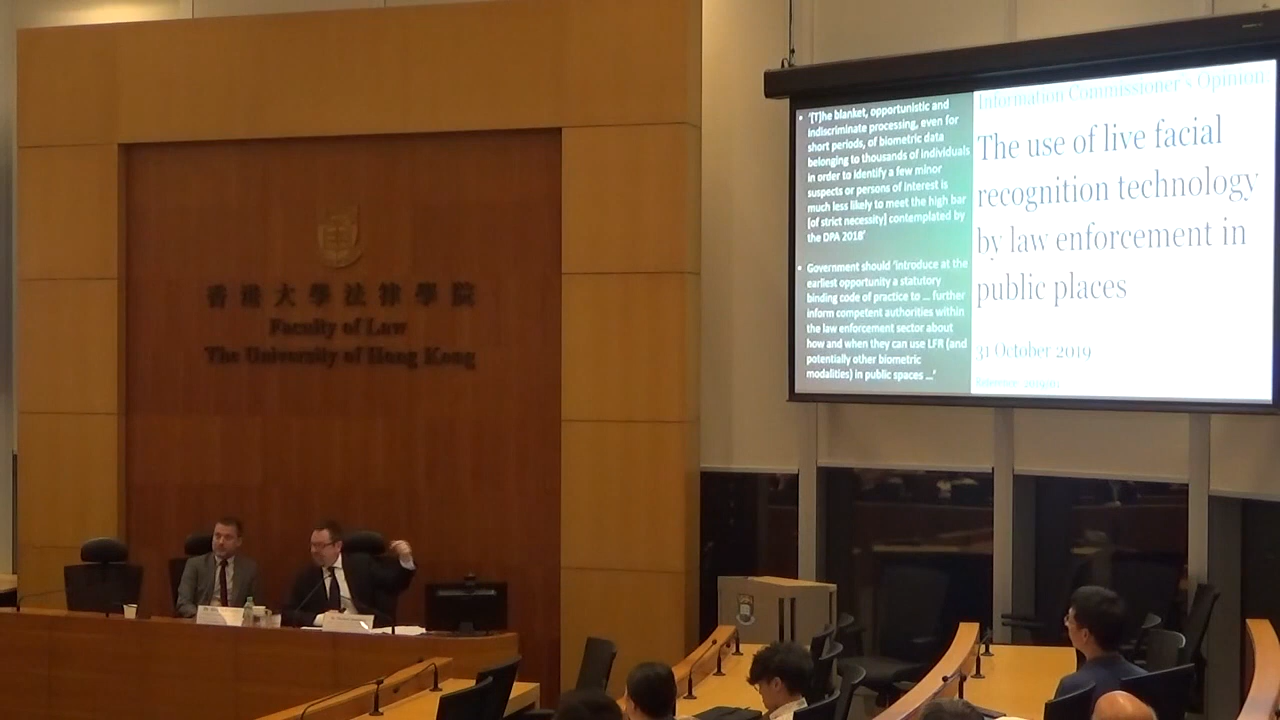 香港大學法律學院
Faculty of Law
The University of Hong Kong
• '[T]he blanket, opportunistic and
indiscriminate processing, even for
short periods, of biometric data
belonging to thousands of individuals
in order to identify a few minor
suspects or persons of interest is
much less likely to meet the high bar
[of strict necessity] contemplated by
the DPA 2018'
• Government should 'introduce at the
earliest opportunity a statutory
binding code of practice to ... further
inform competent authorities within
the law enforcement sector about
how and when they can use LFR (and
potentially other biometric
modalities) in public spaces ...'
Information Commissioner's Opinion:
The use of live facial
recognition technology
by law enforcement in
public places
31 October 2019